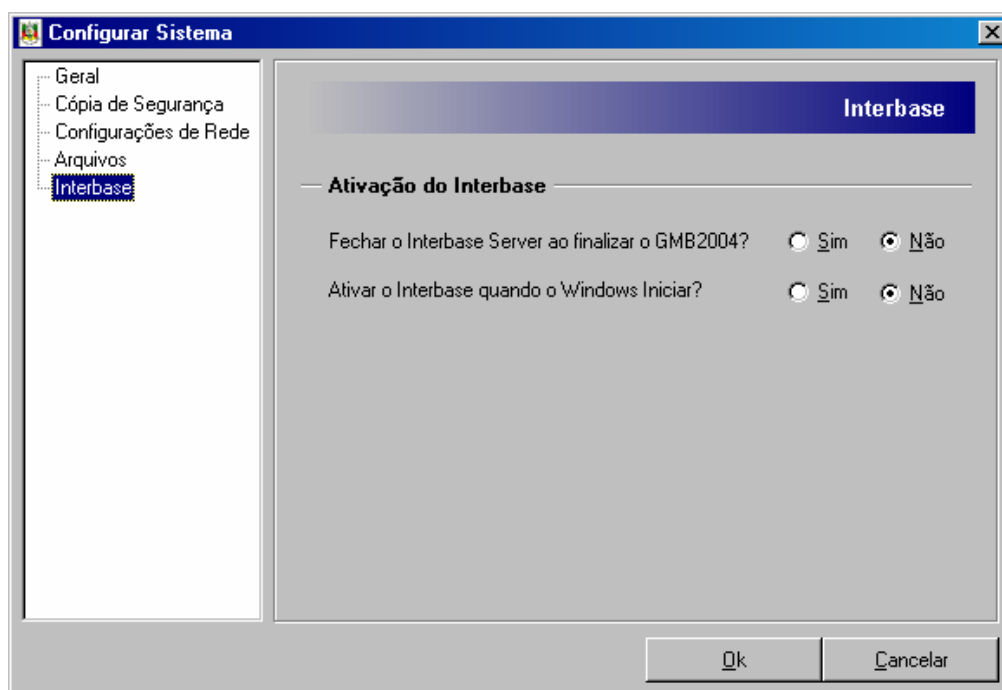 Configurar Sistema
Geral
Cópia de Segurança
Configurações de Rede
Arquivos
Interbase
Interbase
Ativação do Interbase
Fechar o Interbase Server ao finalizar o GMB2004? Sim Não
Ativar o Interbase quando o Windows Iniciar? Sim Não
Ok Cancelar